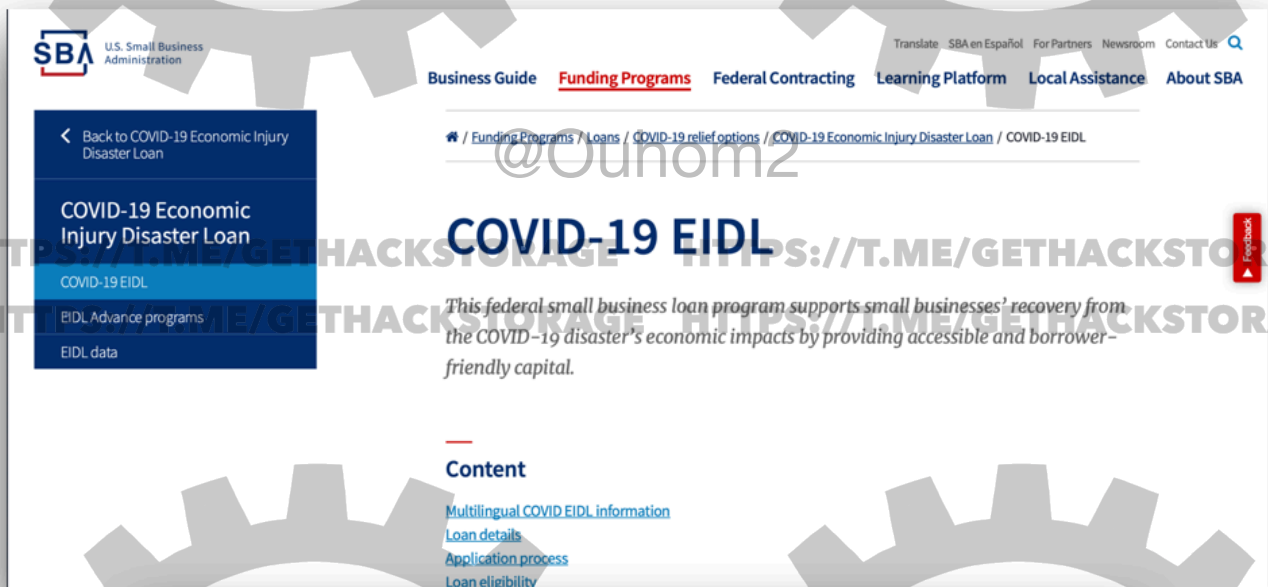 SBA U.S. Small Business
Administration
Translate SBA en Español For Partners Newsroom Contact Us
Business Guide Funding Programs Federal Contracting Learning Platform Local Assistance About SBA
Back to COVID-19 Economic Injury
Disaster Loan
/ Funding Programs / Loans / COVID-19 relief options / COVID-19 Economic Injury Disaster Loan / COVID-19 EIDL
@Ouhom2
COVID-19 Economic
Injury Disaster Loan
COVID-19 EIDL
Feedback
TTPS://T.ME/GETHACKSTORAGE HTTPS://T.ME/GETHACKSTOR
COVID-19 EIDL
EIDL Advance programs
EIDL data
This federal small business loan program supports small businesses' recovery from
TTPS://T.ME/GETHACKSTORAGE HTTPS://T.ME/GETHACKSTOR
the COVID-19 disaster's economic impacts by providing accessible and borrower-
friendly capital.
Content
Multilingual COVID EIDL information
Loan details
Application process
Loan eligibility